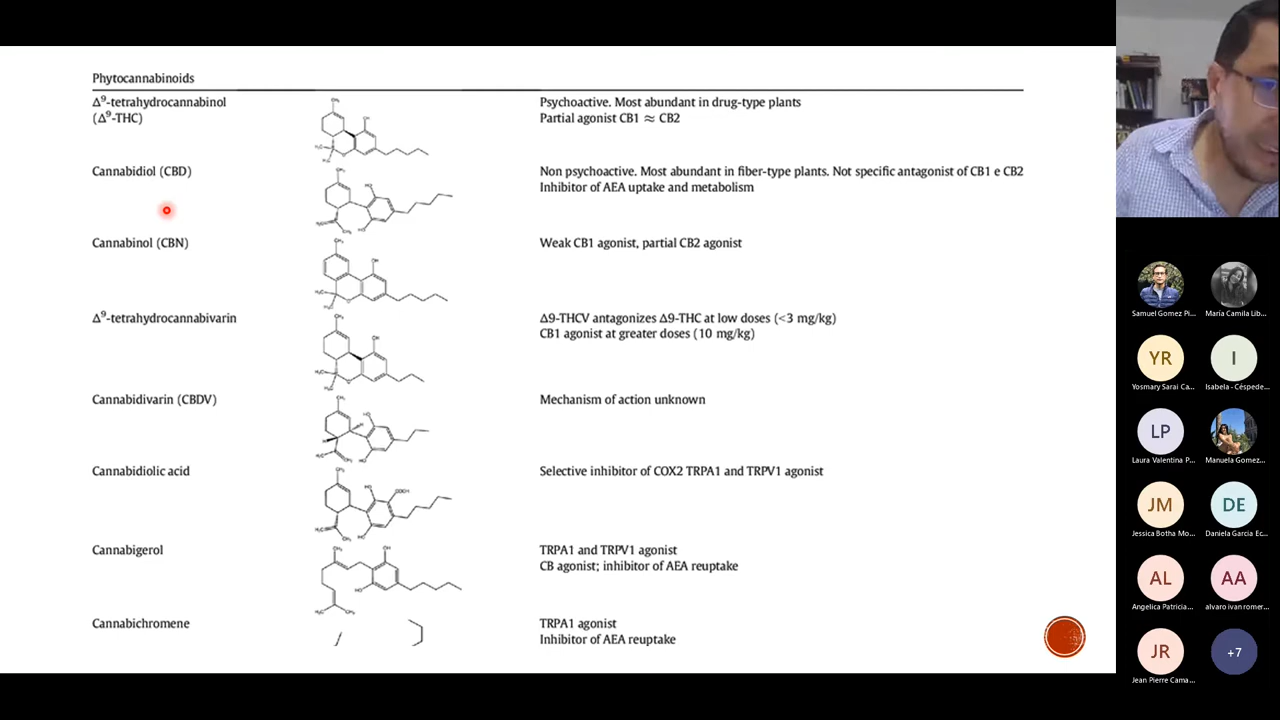 Phytocannabinoids
Δ⁹-tetrahydrocannabinol
(Δ⁹-THC)
Psychoactive. Most abundant in drug-type plants
Partial agonist CB1 ≈ CB2
Cannabidiol (CBD)
Non psychoactive. Most abundant in fiber-type plants. Not specific antagonist of CB1 e CB2
Inhibitor of AEA uptake and metabolism
Cannabinol (CBN)
Weak CB1 agonist, partial CB2 agonist
Δ⁹-tetrahydrocannabivarin
Δ9-THCV antagonizes Δ9-THC at low doses (<3 mg/kg)
CB1 agonist at greater doses (10 mg/kg)
Cannabidivarin (CBDV)
Mechanism of action unknown
Cannabidiolic acid
Selective inhibitor of COX2 TRPA1 and TRPV1 agonist
Cannabigerol
TRPA1 and TRPV1 agonist
CB agonist; inhibitor of AEA reuptake
Cannabichromene
TRPA1 agonist
Inhibitor of AEA reuptake
Samuel Gomez Pi...
María Camila Lib...
YR
I
Yosmary Sarai Ca...
Isabela - Céspede...
LP
Laura Valentina P...
Manuela Gomez...
JM
DE
Jessica Botha Mo...
Daniela Garcia Ec...
AL
AA
Angelica Patricia...
alvaro ivan romer...
JR
+7
Jean Pierre Cama...